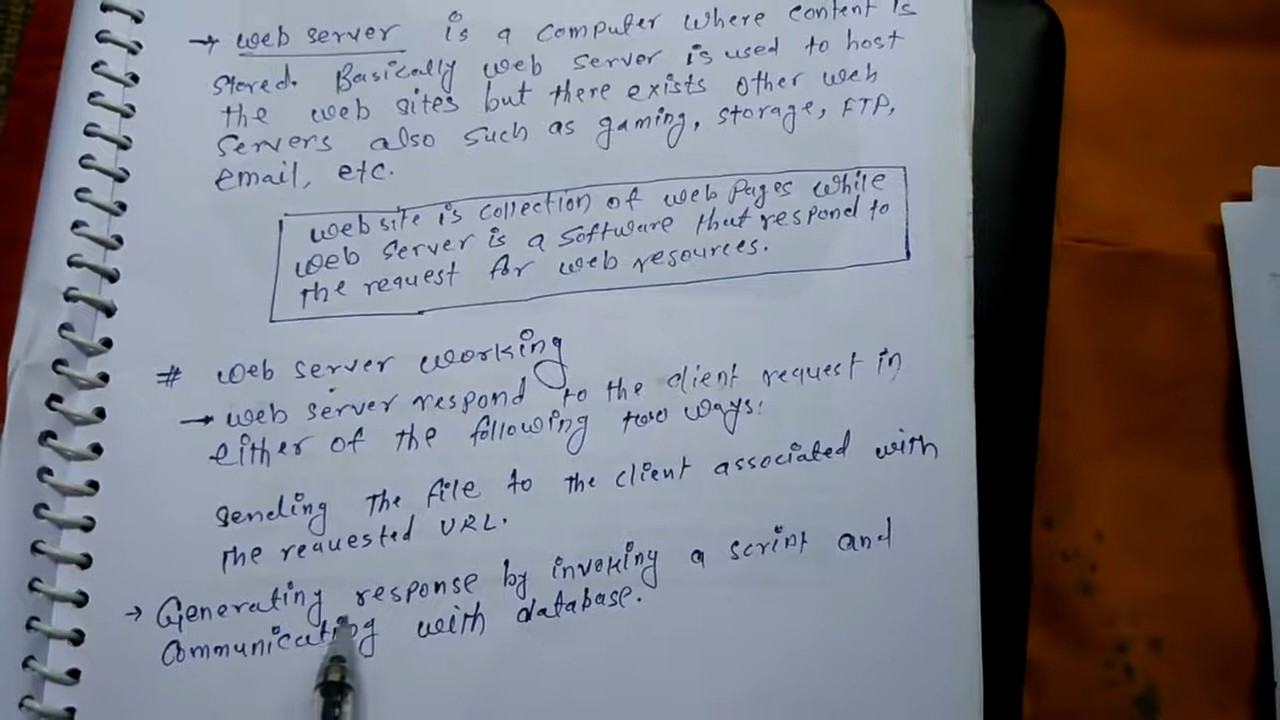 → web server is a computer where content is
stored. Basically web server is used to host
the web sites but there exists other web
servers also such as gaming, storage, FTP,
email, etc.
Website is collection of web pages while
web server is a software that respond to
the request for web resources.
# web server working
→ web server respond to the client request in
either of the following two ways:
sending the file to the client associated with
the requested URL.
→ Generating response by invoking a script and
communicating with database.